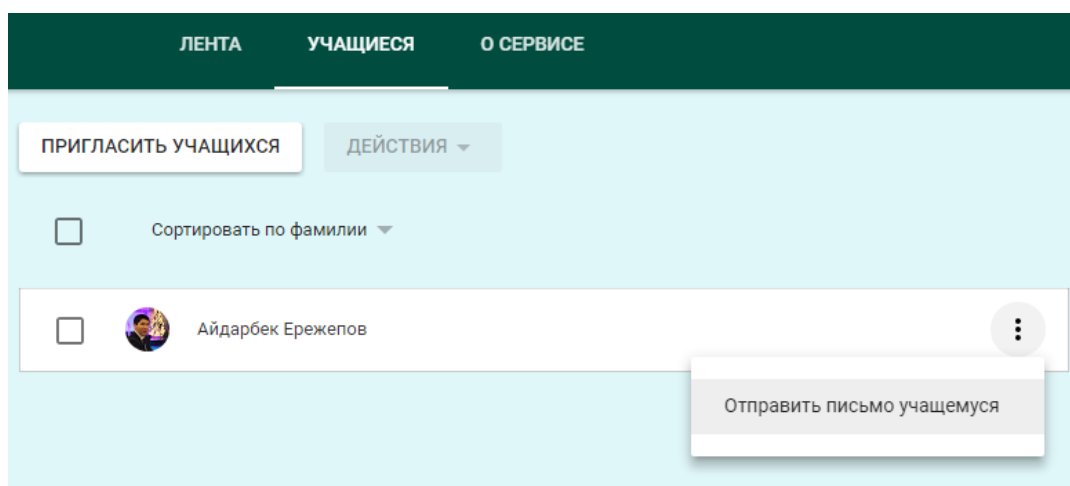 ЛЕНТА УЧАЩИЕСЯ О СЕРВИСЕ
ПРИГЛАСИТЬ УЧАЩИХСЯ ДЕЙСТВИЯ
Сортировать по фамилии
Айдарбек Ережепов
Отправить письмо учащемуся